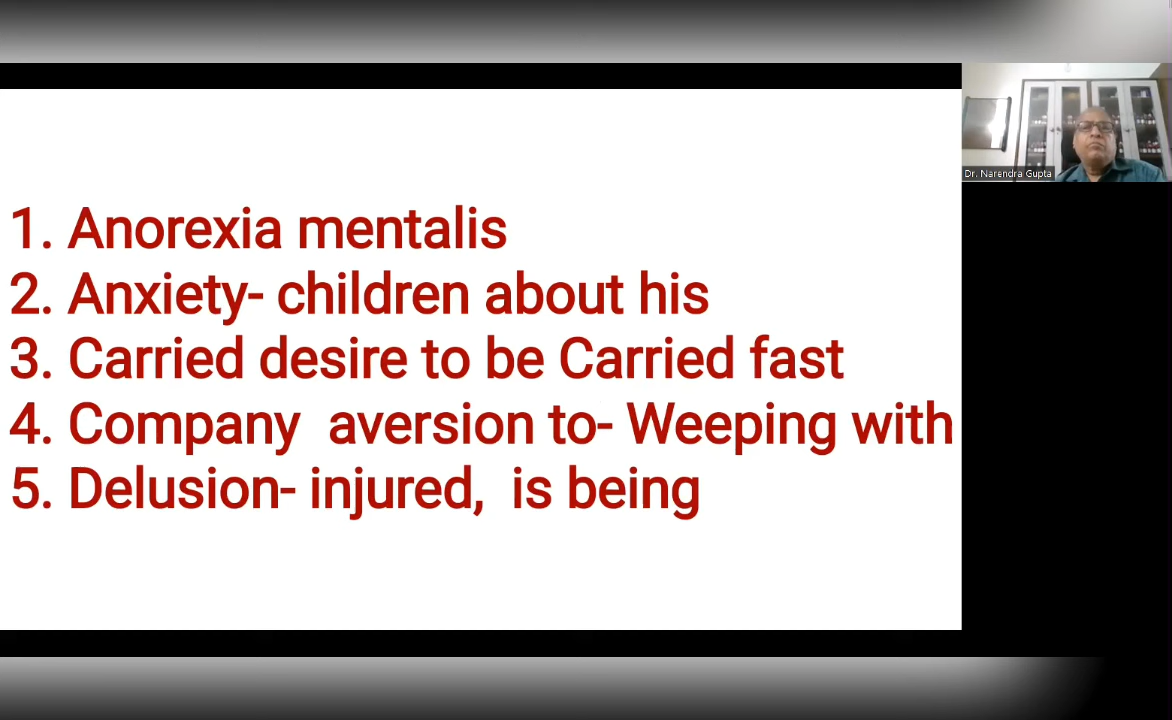 Dr. Narendra Gupta
1. Anorexia mentalis
2. Anxiety- children about his
3. Carried desire to be Carried fast
4. Company aversion to- Weeping with
5. Delusion- injured, is being